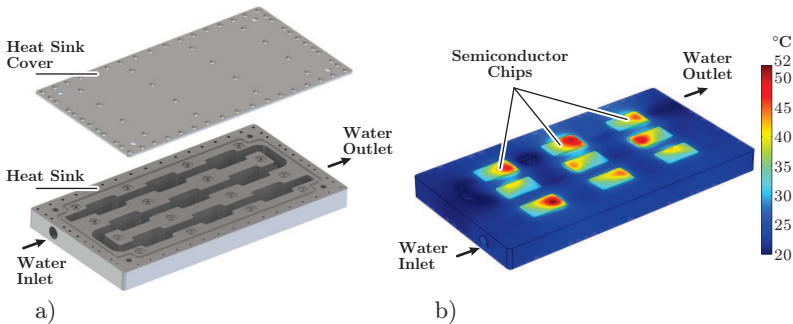 Heat Sink
Cover
Heat Sink
Water
Outlet
Water
Inlet
a)
Semiconductor
Chips
Water
Outlet
Water
Inlet
b)
°C
52
50
45
40
35
30
25
20